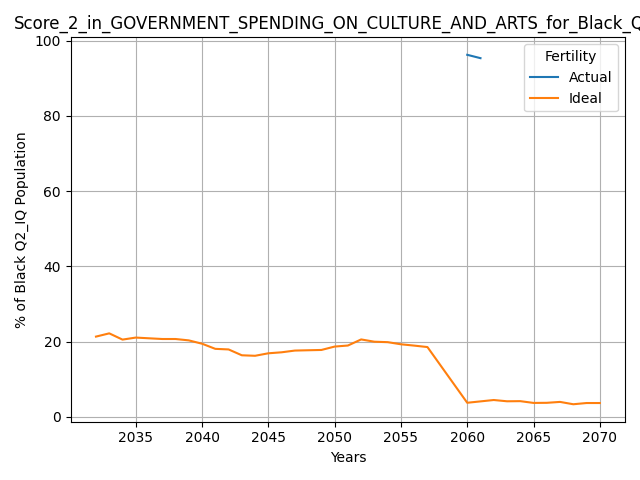 Score_2_in_GOVERNMENT_SPENDING_ON_CULTURE_AND_ARTS_for_Black_Q
100
80
60
40
20
0
% of Black Q2_IQ Population
Fertility
Actual
Ideal
2035 2040 2045 2050 2055 2060 2065 2070
Years